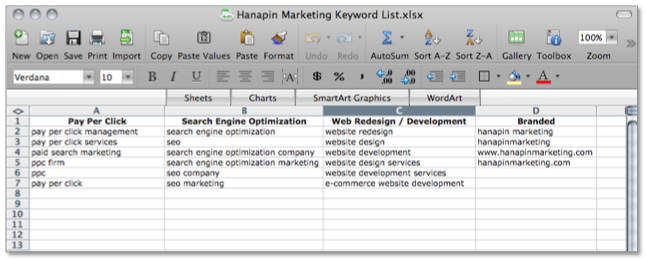 Hanapin Marketing Keyword List.xlsx
100%
New Open Save Print Import Copy Paste Values Paste Format Undo Redo AutoSum Sort A-Z Sort Z-A Gallery Toolbox Zoom
Verdana 10 B I U A $ % , A
Sheets Charts SmartArt Graphics WordArt
A B C D
1 Pay Per Click Search Engine Optimization Web Redesign / Development Branded
2 pay per click management search engine optimization website redesign hanapin marketing
3 pay per click services seo website design hanapinmarketing
4 paid search marketing search engine optimization company website development www.hanapinmarketing.com
5 ppc firm search engine optimization marketing website design services hanapinmarketing.com
6 ppc seo company website development services
7 pay per click seo marketing e-commerce website development
8
9
10
11
12
13